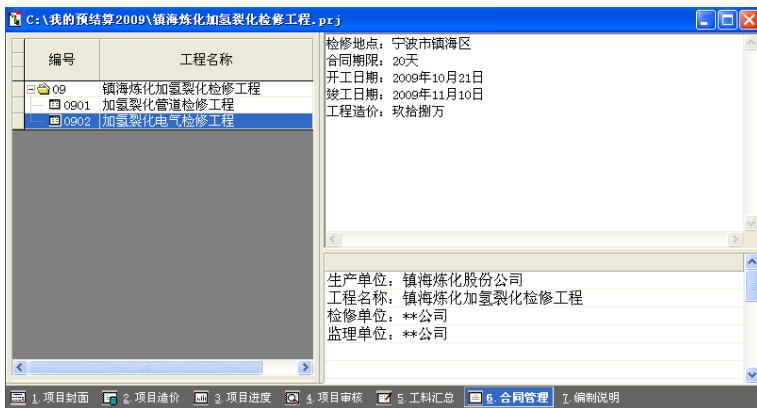 C:\我的预结算2009\镇海炼化加氢裂化检修工程.prj
编号 工程名称
09 镇海炼化加氢裂化检修工程
0901 加氢裂化管道检修工程
0902 加氢裂化电气检修工程
检修地点：宁波市镇海区
合同期限：20天
开工日期：2009年10月21日
竣工日期：2009年11月10日
工程造价：玖拾捌万
生产单位：镇海炼化股份公司
工程名称：镇海炼化加氢裂化检修工程
检修单位：**公司
监理单位：**公司
1.项目封面 2.项目造价 3.项目进度 4.项目审核 5.工料汇总 6.合同管理 7.编制说明